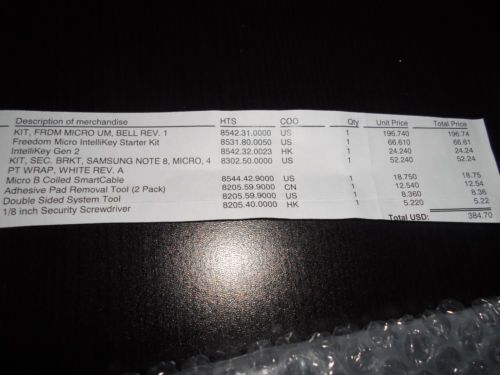 Description of merchandise HTS COO Qty Unit Price Total Price
KIT, FRDM MICRO UM, BELL REV. 1 8542.31.0000 US 1 196.740 196.74
Freedom Micro IntelliKey Starter Kit 8531.80.0050 US 1 66.610 66.61
IntelliKey Gen 2 8542.32.0023 HK 1 24.240 24.24
KIT, SEC. BRKT, SAMSUNG NOTE 8, MICRO, 4 8302.50.0000 US 1 52.240 52.24
PT WRAP, WHITE REV. A
Micro B Coiled SmartCable 8544.42.9000 US 1 18.750 18.75
Adhesive Pad Removal Tool (2 Pack) 8205.59.9000 CN 1 12.540 12.54
Double Sided System Tool 8205.59.9000 US 1 8.360 8.36
1/8 inch Security Screwdriver 8205.40.0000 HK 1 5.220 5.22
Total USD: 384.70